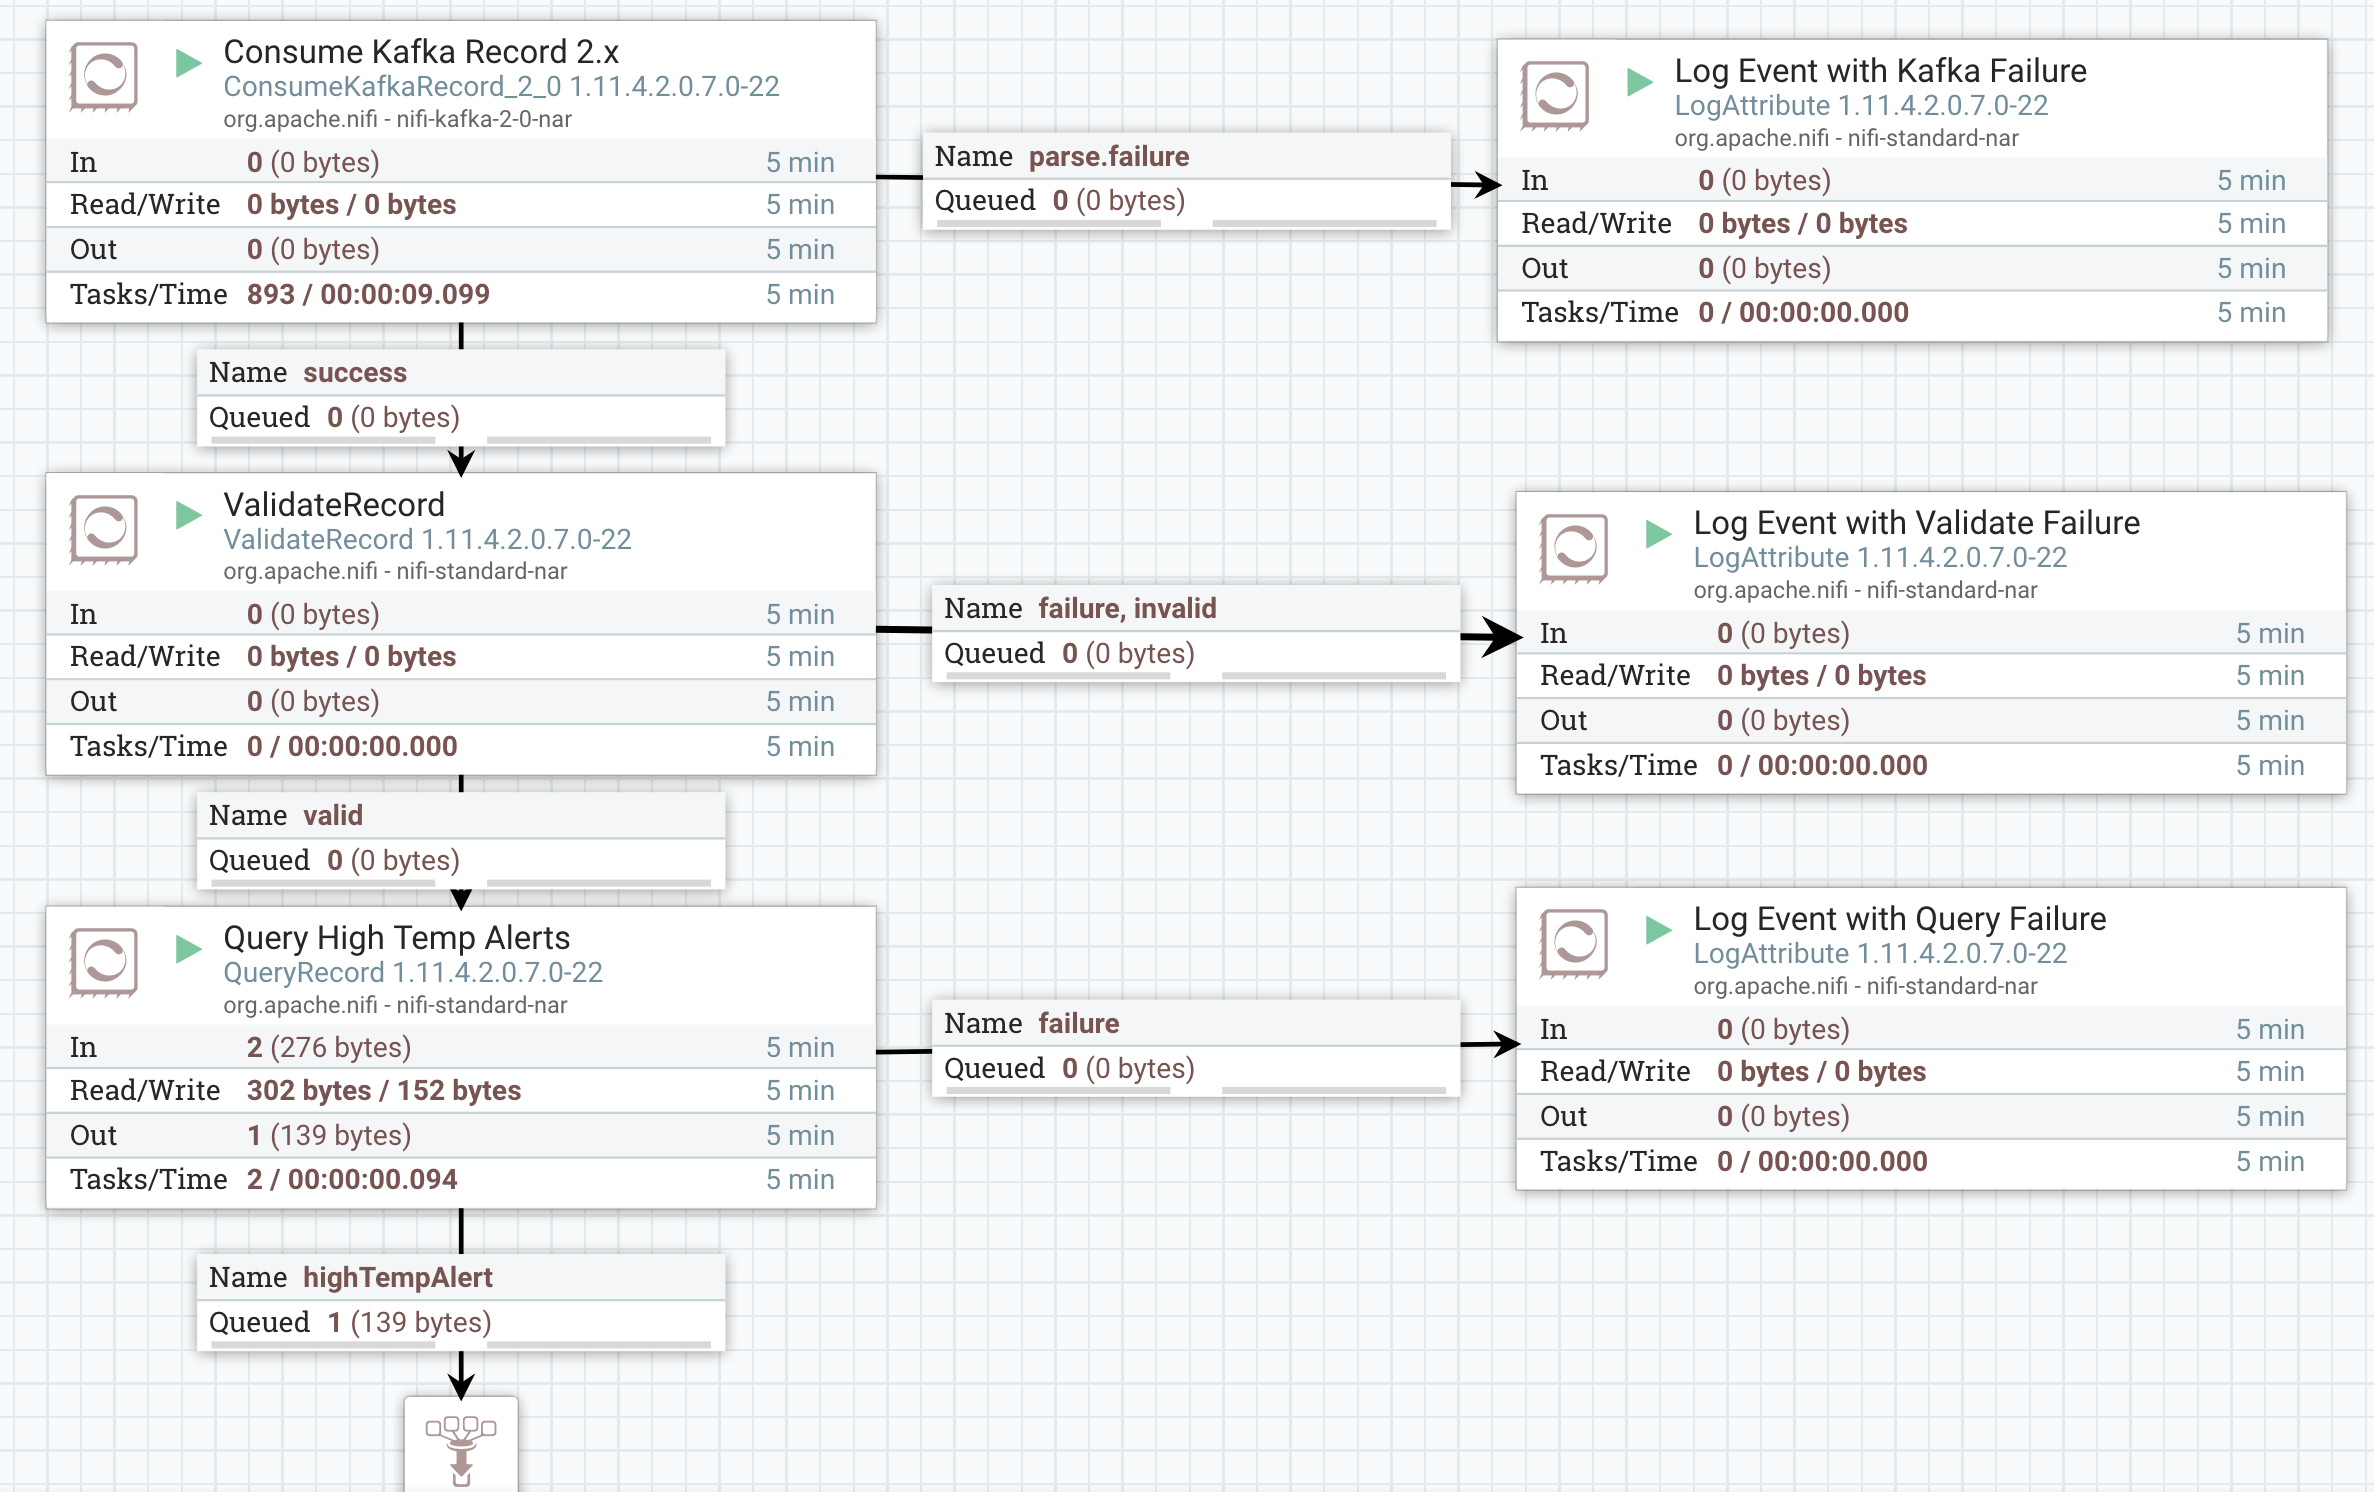 Consume Kafka Record 2.x
ConsumeKafkaRecord_2_0 1.11.4.2.0.7.0-22
org.apache.nifi - nifi-kafka-2-0-nar
In 0 (0 bytes) 5 min
Read/Write 0 bytes / 0 bytes 5 min
Out 0 (0 bytes) 5 min
Tasks/Time 893 / 00:00:09.099 5 min
Name parse.failure
Queued 0 (0 bytes)
Log Event with Kafka Failure
LogAttribute 1.11.4.2.0.7.0-22
org.apache.nifi - nifi-standard-nar
In 0 (0 bytes) 5 min
Read/Write 0 bytes / 0 bytes 5 min
Out 0 (0 bytes) 5 min
Tasks/Time 0 / 00:00:00.000 5 min
Name success
Queued 0 (0 bytes)
ValidateRecord
ValidateRecord 1.11.4.2.0.7.0-22
org.apache.nifi - nifi-standard-nar
In 0 (0 bytes) 5 min
Read/Write 0 bytes / 0 bytes 5 min
Out 0 (0 bytes) 5 min
Tasks/Time 0 / 00:00:00.000 5 min
Name failure, invalid
Queued 0 (0 bytes)
Log Event with Validate Failure
LogAttribute 1.11.4.2.0.7.0-22
org.apache.nifi - nifi-standard-nar
In 0 (0 bytes) 5 min
Read/Write 0 bytes / 0 bytes 5 min
Out 0 (0 bytes) 5 min
Tasks/Time 0 / 00:00:00.000 5 min
Name valid
Queued 0 (0 bytes)
Query High Temp Alerts
QueryRecord 1.11.4.2.0.7.0-22
org.apache.nifi - nifi-standard-nar
In 2 (276 bytes) 5 min
Read/Write 302 bytes / 152 bytes 5 min
Out 1 (139 bytes) 5 min
Tasks/Time 2 / 00:00:00.094 5 min
Name failure
Queued 0 (0 bytes)
Log Event with Query Failure
LogAttribute 1.11.4.2.0.7.0-22
org.apache.nifi - nifi-standard-nar
In 0 (0 bytes) 5 min
Read/Write 0 bytes / 0 bytes 5 min
Out 0 (0 bytes) 5 min
Tasks/Time 0 / 00:00:00.000 5 min
Name highTempAlert
Queued 1 (139 bytes)